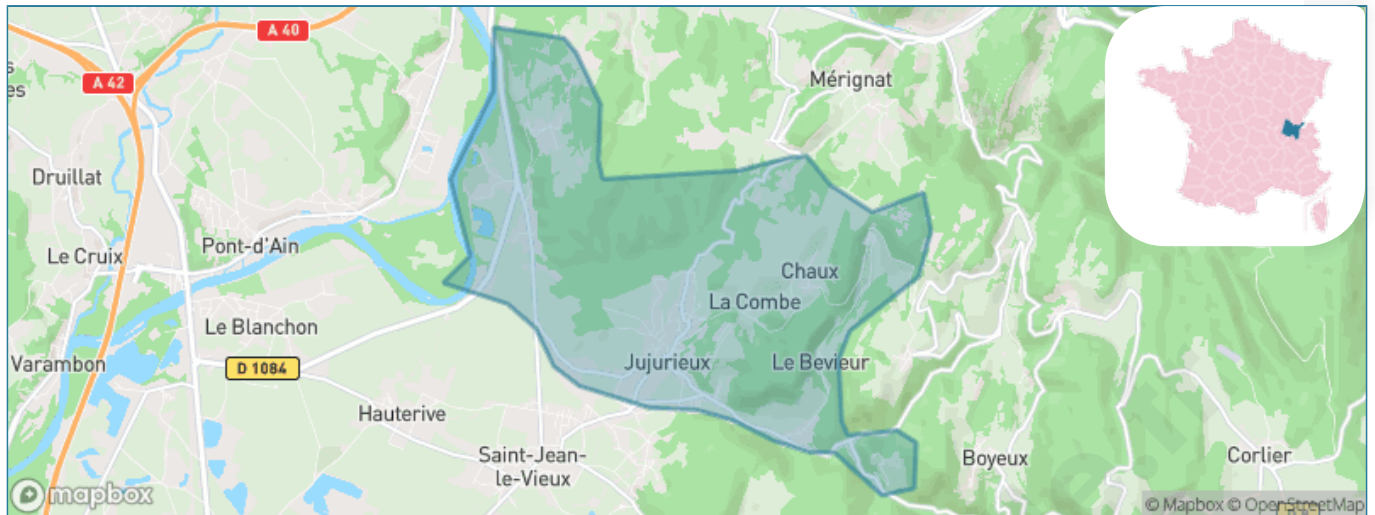 A 40
A 42
s
es
Mérignat
Druillat
Pont-d'Ain
Le Cruix
Chaux
La Combe
Le Blanchon
Varambon
D 1084
Jujurieux
Le Bevieur
Hauterive
Saint-Jean-
le-Vieux
Boyeux
Corlier
mapbox
© Mapbox © OpenStreetMap